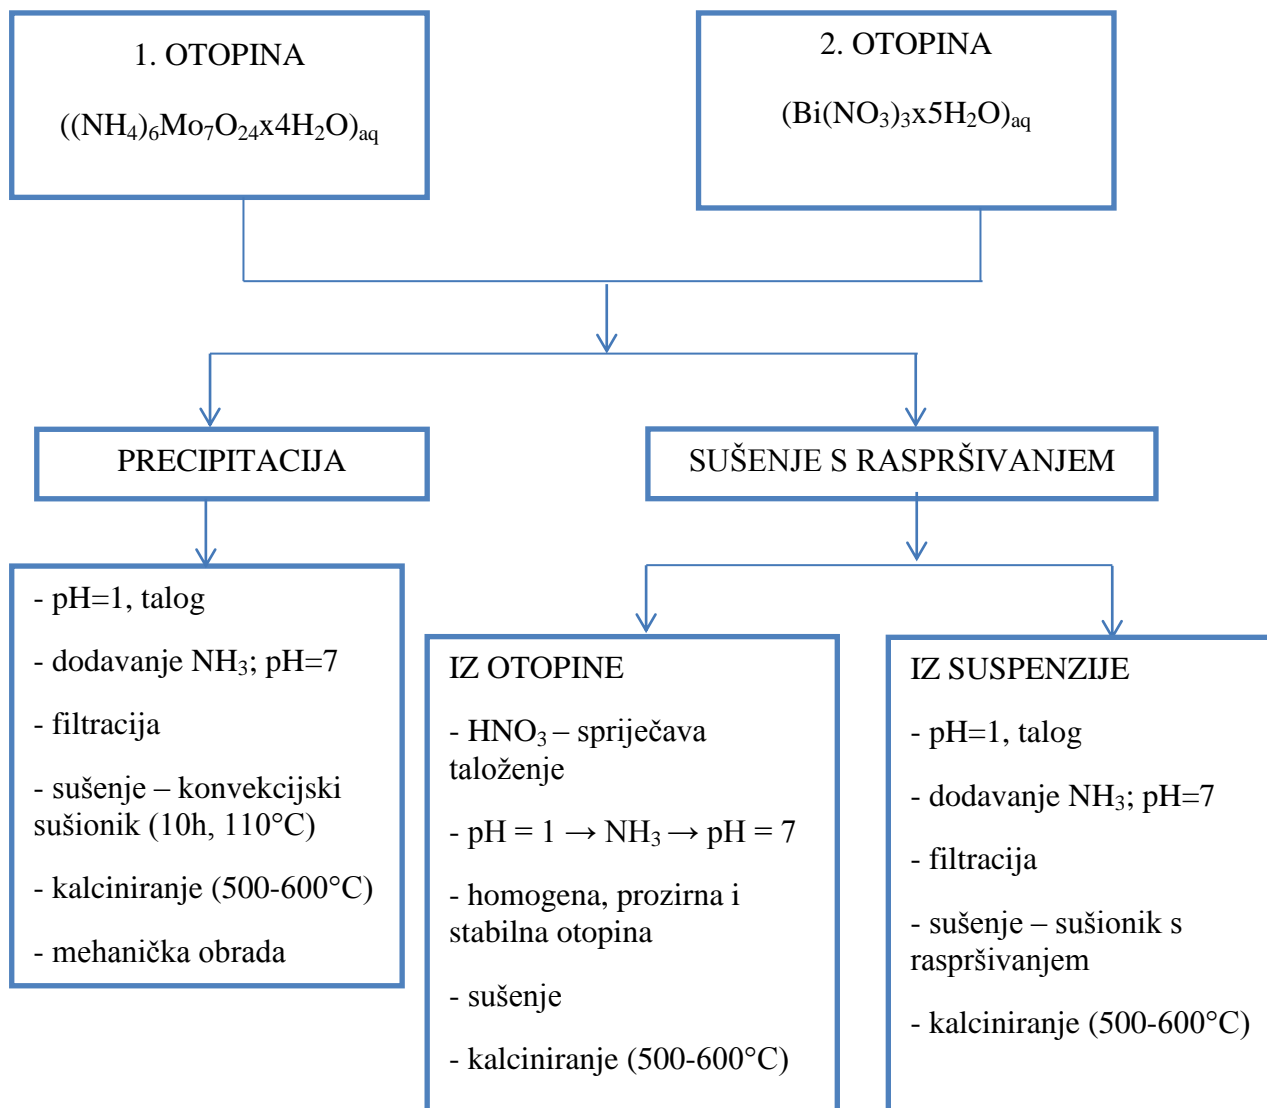 1. OTOPINA
((NH₄)₆Mo₇O₂₄x4H₂O)aq
2. OTOPINA
(Bi(NO₃)₃x5H₂O)aq
PRECIPITACIJA
SUŠENJE S RASPRŠIVANJEM
- pH=1, talog
- dodavanje NH₃; pH=7
- filtracija
- sušenje – konvekcijski
sušionik (10h, 110°C)
- kalciniranje (500-600°C)
- mehanička obrada
IZ OTOPINE
- HNO₃ – spriječava
taloženje
- pH = 1 → NH₃ → pH = 7
- homogena, prozirna i
stabilna otopina
- sušenje
- kalciniranje (500-600°C)
IZ SUSPENZIJE
- pH=1, talog
- dodavanje NH₃; pH=7
- filtracija
- sušenje – sušionik s
raspršivanjem
- kalciniranje (500-600°C)